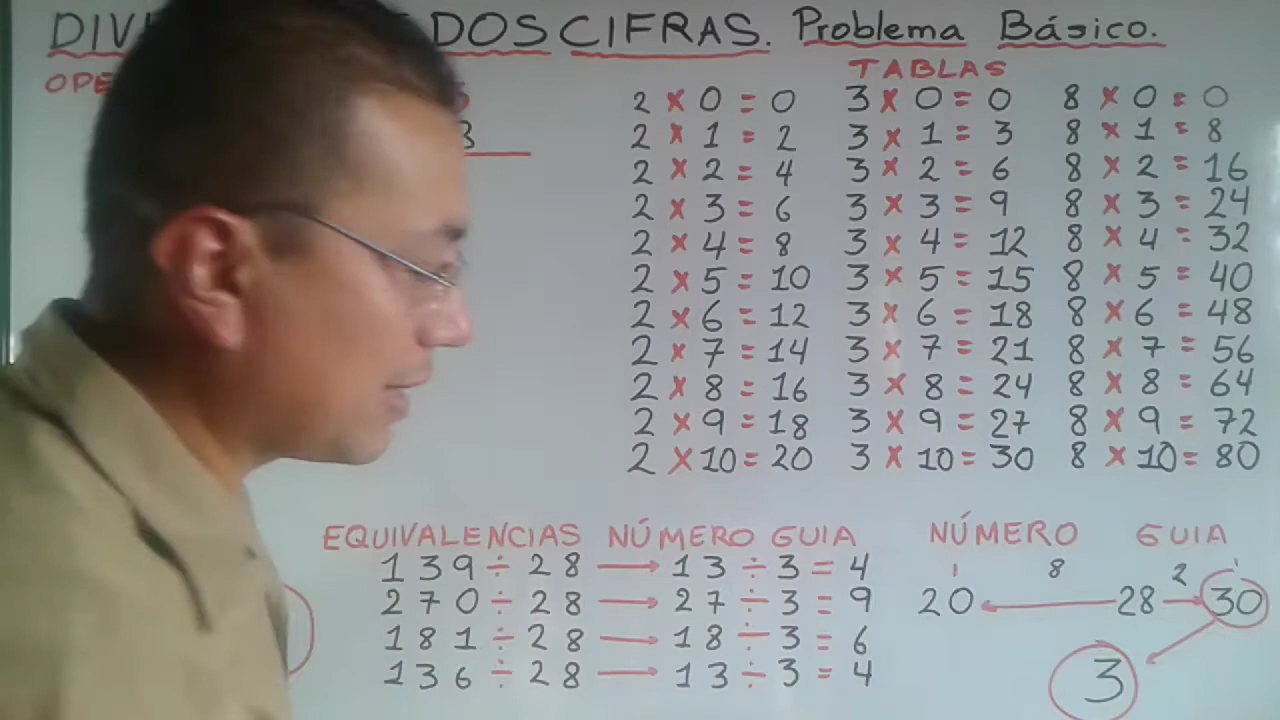 DOS CIFRAS. Problema Básico.
TABLAS
2 x 0 = 0 3 x 0 = 0 8 x 0 = 0
2 x 1 = 2 3 x 1 = 3 8 x 1 = 8
2 x 2 = 4 3 x 2 = 6 8 x 2 = 16
2 x 3 = 6 3 x 3 = 9 8 x 3 = 24
2 x 4 = 8 3 x 4 = 12 8 x 4 = 32
2 x 5 = 10 3 x 5 = 15 8 x 5 = 40
2 x 6 = 12 3 x 6 = 18 8 x 6 = 48
2 x 7 = 14 3 x 7 = 21 8 x 7 = 56
2 x 8 = 16 3 x 8 = 24 8 x 8 = 64
2 x 9 = 18 3 x 9 = 27 8 x 9 = 72
2 x 10 = 20 3 x 10 = 30 8 x 10 = 80
EQUIVALENCIAS → NÚMERO GUIA
139 ÷ 28 → 13 ÷ 3 = 4
270 ÷ 28 → 27 ÷ 3 = 9
181 ÷ 28 → 18 ÷ 3 = 6
136 ÷ 28 → 13 ÷ 3 = 4
NÚMERO GUIA
8 2
20 ← 28 → 30
3